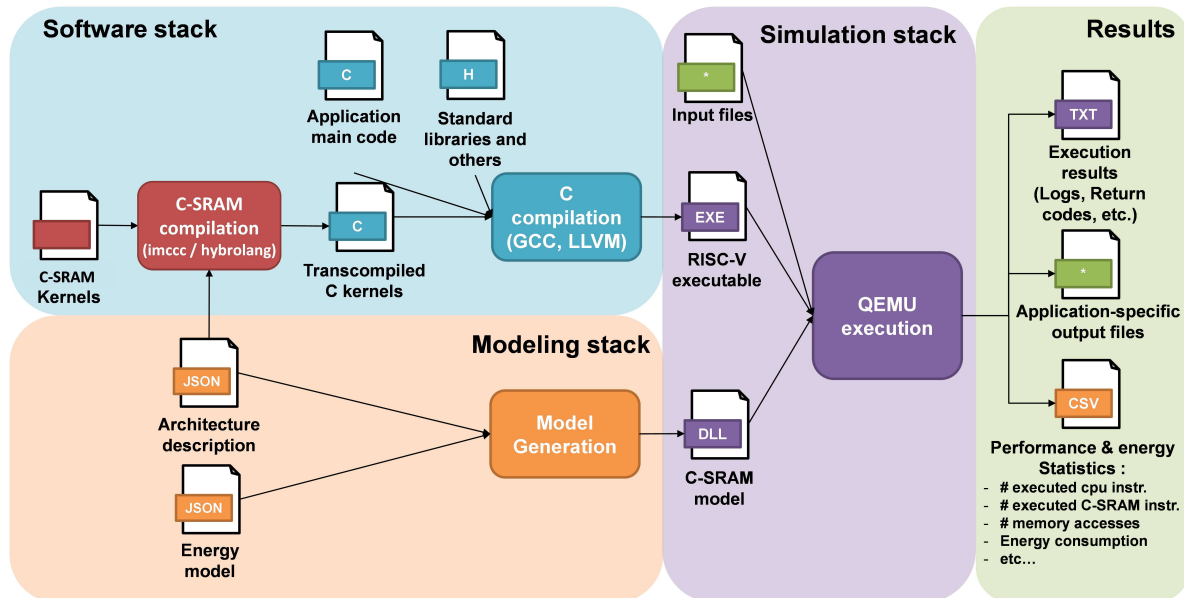 Software stack
C
Application
main code
H
Standard
libraries and
others
C-SRAM
Kernels
C-SRAM
compilation
(imccc / hybrolang)
C
Transcompiled
C kernels
C
compilation
(GCC, LLVM)
Modeling stack
JSON
Architecture
description
JSON
Energy
model
Model
Generation
Simulation stack
*
Input files
EXE
RISC-V
executable
DLL
C-SRAM
model
QEMU
execution
Results
TXT
Execution
results
(Logs, Return
codes, etc.)
*
Application-specific
output files
CSV
Performance & energy
Statistics :
- # executed cpu instr.
- # executed C-SRAM instr.
- # memory accesses
- Energy consumption
- etc…